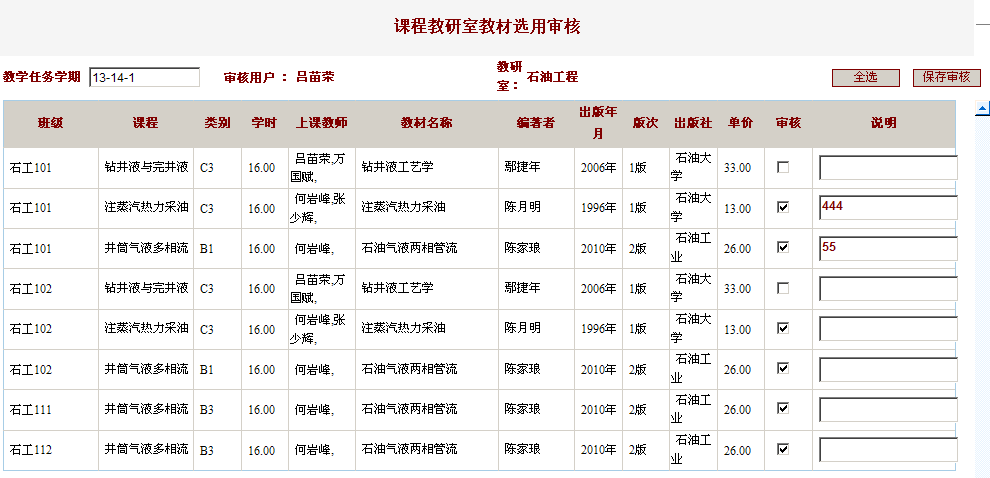 课程教研室教材选用审核
教学任务学期 13-14-1 审核用户 : 吕苗荣 教研室： 石油工程 全选 保存审核
班级 课程 类别 学时 上课教师 教材名称 编著者 出版年月 版次 出版社 单价 审核 说明
石工101 钻井液与完井液 C3 16.00 吕苗荣,万国赋, 钻井液工艺学 鄢捷年 2006年 1版 石油大学 33.00
石工101 注蒸汽热力采油 C3 16.00 何岩峰,张少辉, 注蒸汽热力采油 陈月明 1996年 1版 石油大学 13.00 444
石工101 井筒气液多相流 B1 16.00 何岩峰, 石油气液两相管流 陈家琅 2010年 2版 石油工业 26.00 55
石工102 钻井液与完井液 C3 16.00 吕苗荣,万国赋, 钻井液工艺学 鄢捷年 2006年 1版 石油大学 33.00
石工102 注蒸汽热力采油 C3 16.00 何岩峰,张少辉, 注蒸汽热力采油 陈月明 1996年 1版 石油大学 13.00
石工102 井筒气液多相流 B1 16.00 何岩峰, 石油气液两相管流 陈家琅 2010年 2版 石油工业 26.00
石工111 井筒气液多相流 B3 16.00 何岩峰, 石油气液两相管流 陈家琅 2010年 2版 石油工业 26.00
石工112 井筒气液多相流 B3 16.00 何岩峰, 石油气液两相管流 陈家琅 2010年 2版 石油工业 26.00